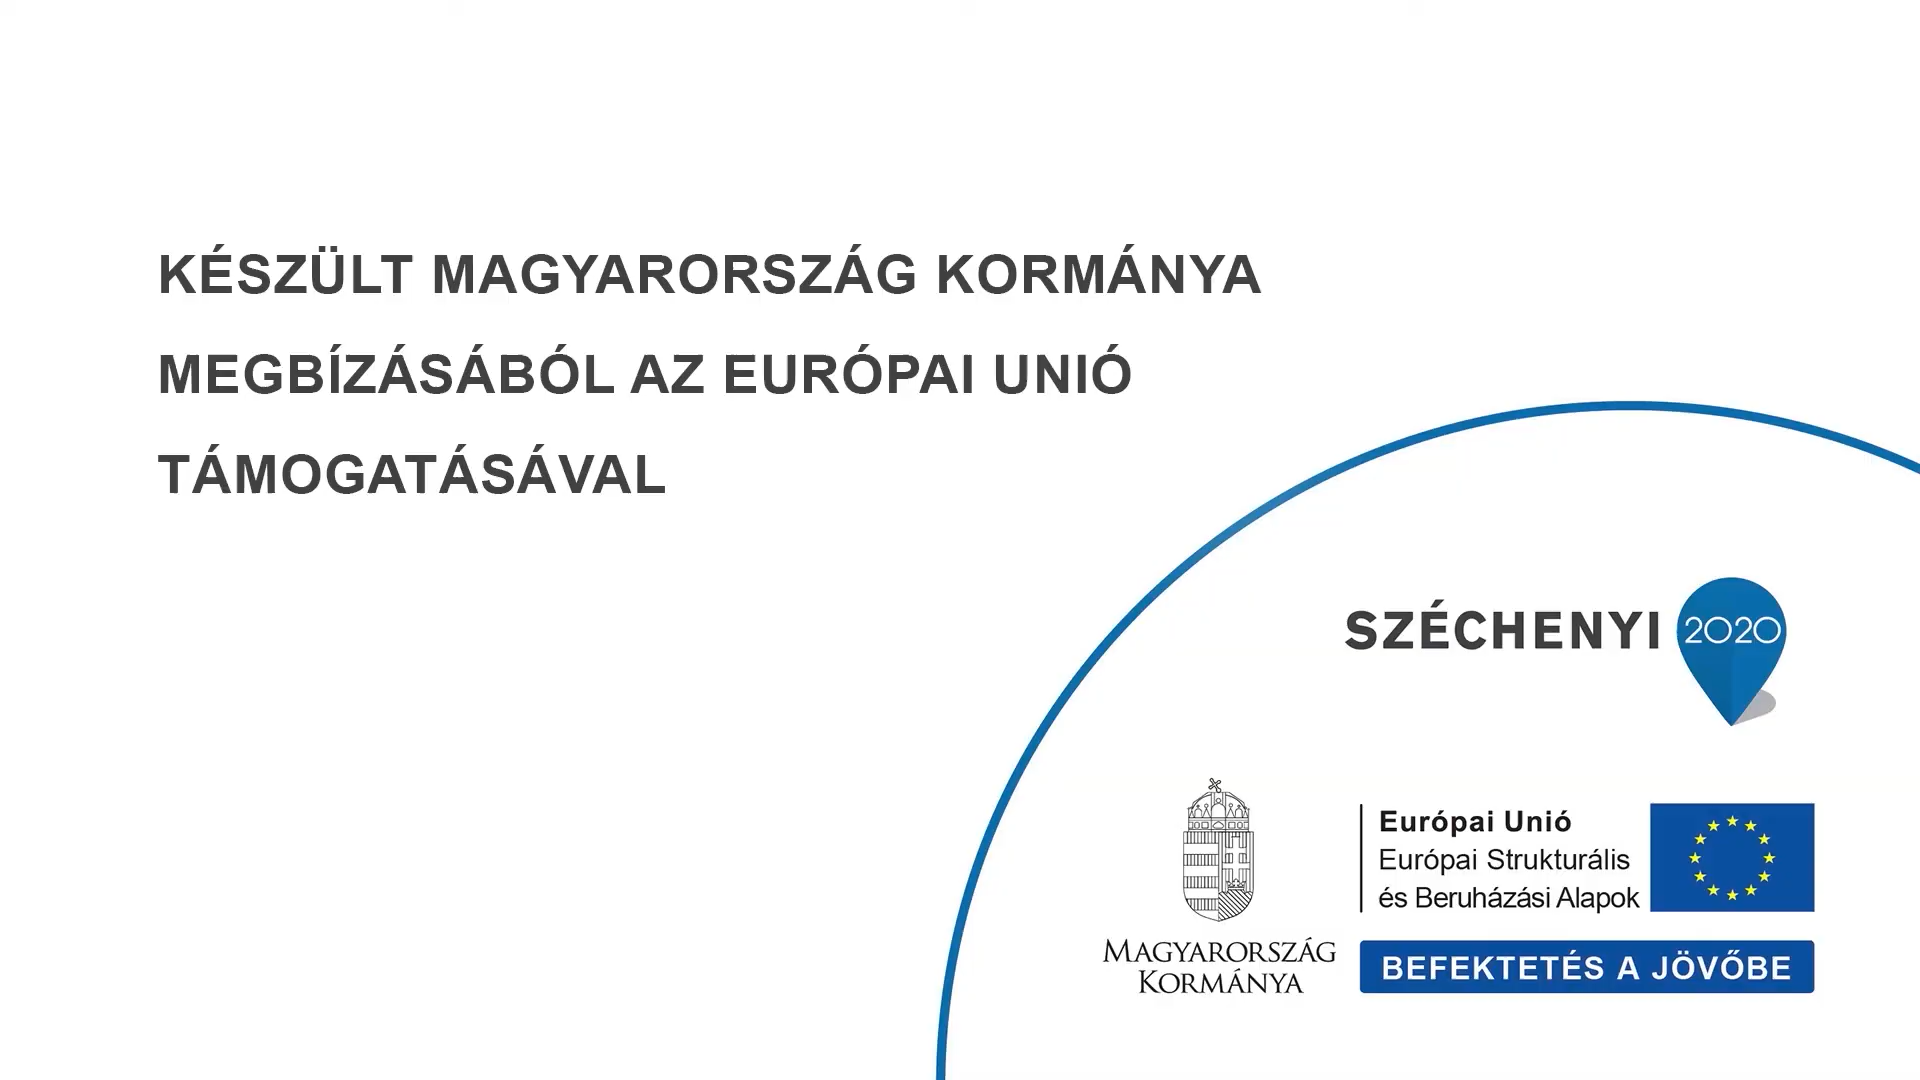 KÉSZÜLT MAGYARORSZÁG KORMÁNYA
MEGBÍZÁSÁBÓL AZ EURÓPAI UNIÓ
TÁMOGATÁSÁVAL
SZÉCHENYI 2020
MAGYARORSZÁG
KORMÁNYA
Európai Unió
Európai Strukturális
és Beruházási Alapok
BEFEKTETÉS A JÖVŐBE